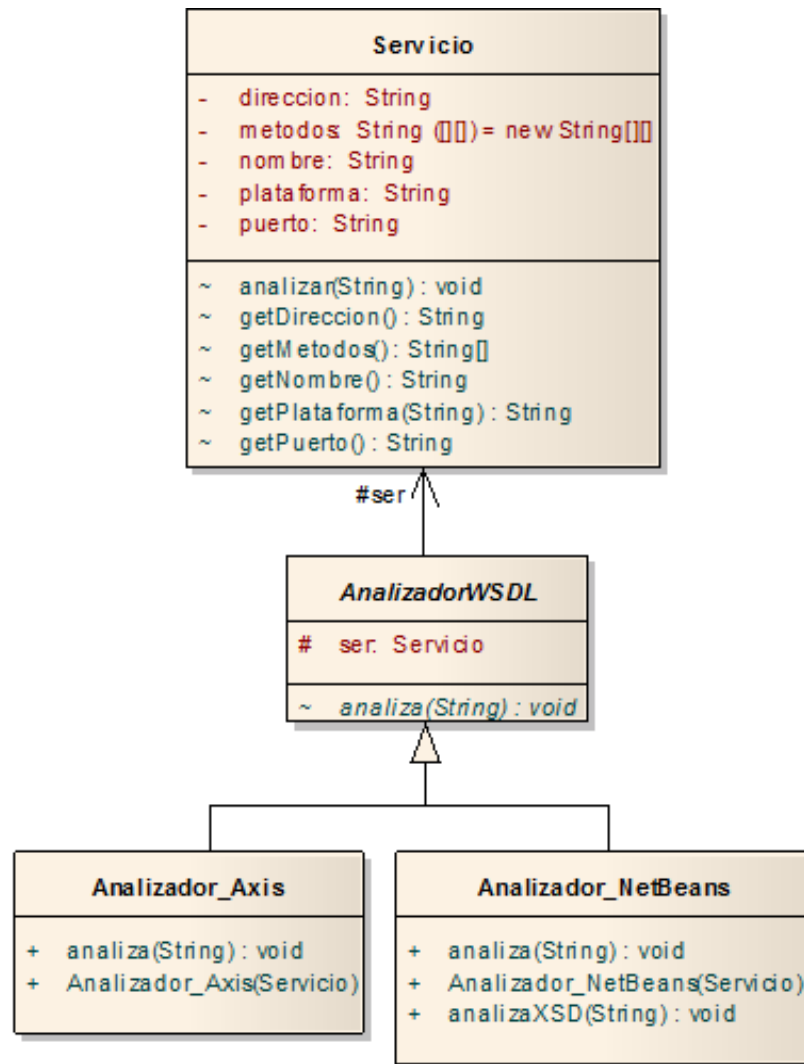 Servicio
- direccion: String
- metodos: String ([][]) = new String[][]
- nombre: String
- plataforma: String
- puerto: String
~ analizar(String) : void
~ getDireccion() : String
~ getMetodos() : String[]
~ getNombre() : String
~ getPlataforma(String) : String
~ getPuerto() : String
#ser
AnalizadorWSDL
# ser: Servicio
~ analiza(String) : void
Analizador_Axis
+ analiza(String) : void
+ Analizador_Axis(Servicio)
Analizador_NetBeans
+ analiza(String) : void
+ Analizador_NetBeans(Servicio)
+ analizaXSD(String) : void